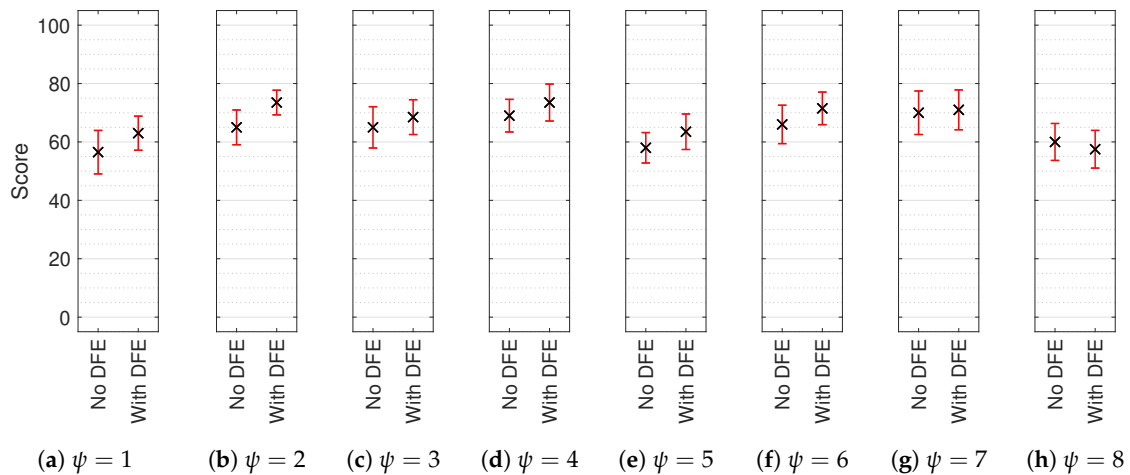 Score
100
80
60
40
20
0
No DFE
With DFE
No DFE
With DFE
No DFE
With DFE
No DFE
With DFE
No DFE
With DFE
No DFE
With DFE
No DFE
With DFE
No DFE
With DFE
(a) ψ = 1
(b) ψ = 2
(c) ψ = 3
(d) ψ = 4
(e) ψ = 5
(f) ψ = 6
(g) ψ = 7
(h) ψ = 8